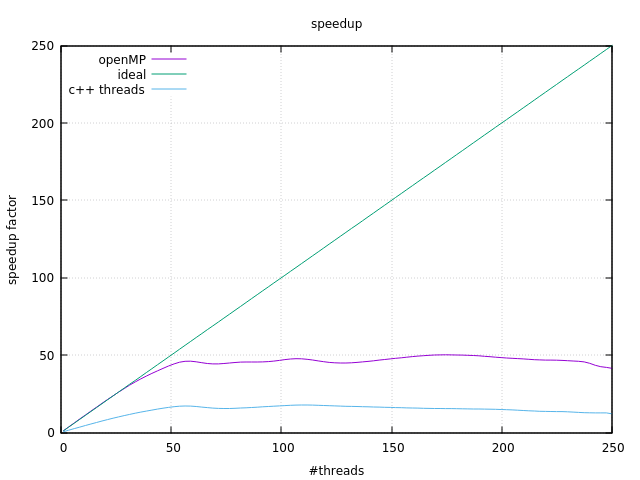 speedup
openMP
ideal
c++ threads
speedup factor
250
200
150
100
50
0
0 50 100 150 200 250
#threads